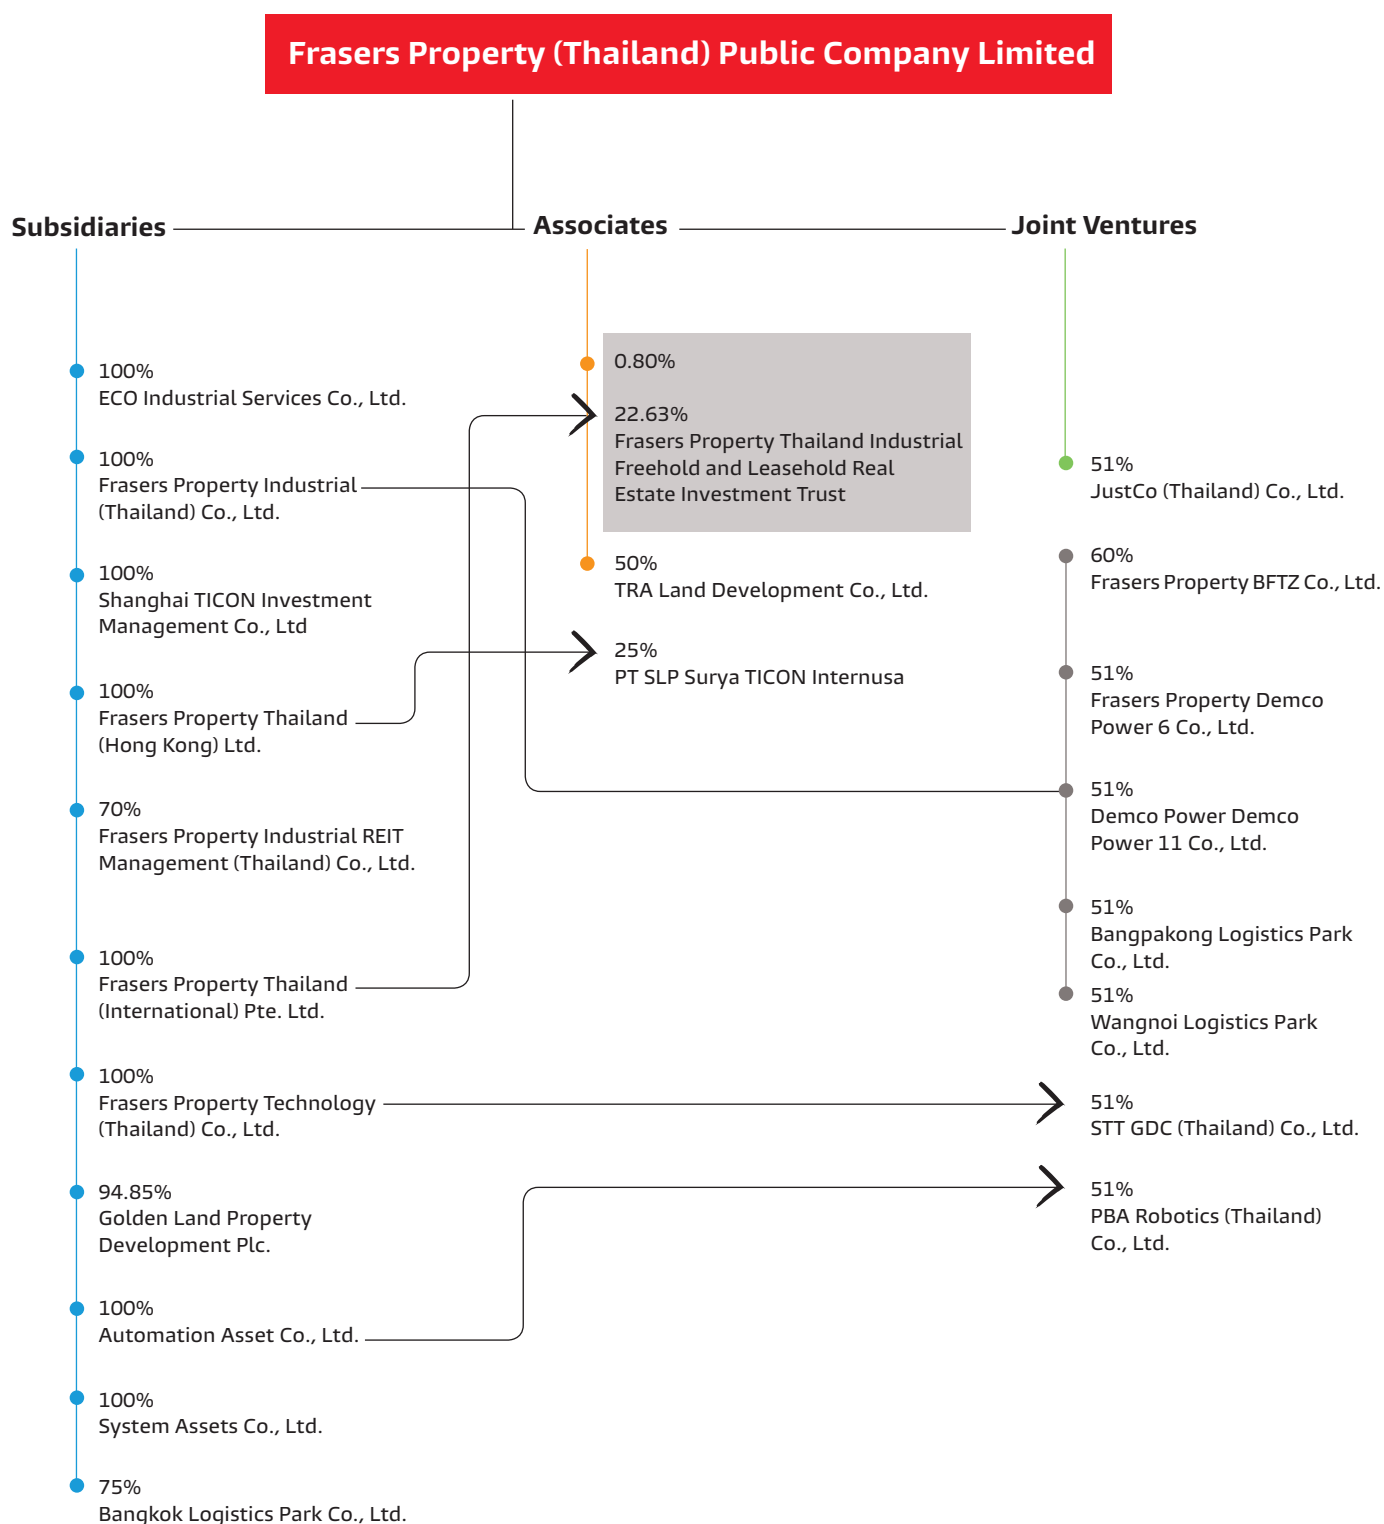 Frasers Property (Thailand) Public Company Limited
Subsidiaries
Associates
Joint Ventures
100%
ECO Industrial Services Co., Ltd.
100%
Frasers Property Industrial
(Thailand) Co., Ltd.
100%
Shanghai TICON Investment
Management Co., Ltd
100%
Frasers Property Thailand
(Hong Kong) Ltd.
70%
Frasers Property Industrial REIT
Management (Thailand) Co., Ltd.
100%
Frasers Property Thailand
(International) Pte. Ltd.
100%
Frasers Property Technology
(Thailand) Co., Ltd.
94.85%
Golden Land Property
Development Plc.
100%
Automation Asset Co., Ltd.
100%
System Assets Co., Ltd.
75%
Bangkok Logistics Park Co., Ltd.
0.80%
22.63%
Frasers Property Thailand Industrial
Freehold and Leasehold Real
Estate Investment Trust
50%
TRA Land Development Co., Ltd.
25%
PT SLP Surya TICON Internusa
51%
JustCo (Thailand) Co., Ltd.
60%
Frasers Property BFTZ Co., Ltd.
51%
Frasers Property Demco
Power 6 Co., Ltd.
51%
Demco Power Demco
Power 11 Co., Ltd.
51%
Bangpakong Logistics Park
Co., Ltd.
51%
Wangnoi Logistics Park
Co., Ltd.
51%
STT GDC (Thailand) Co., Ltd.
51%
PBA Robotics (Thailand)
Co., Ltd.